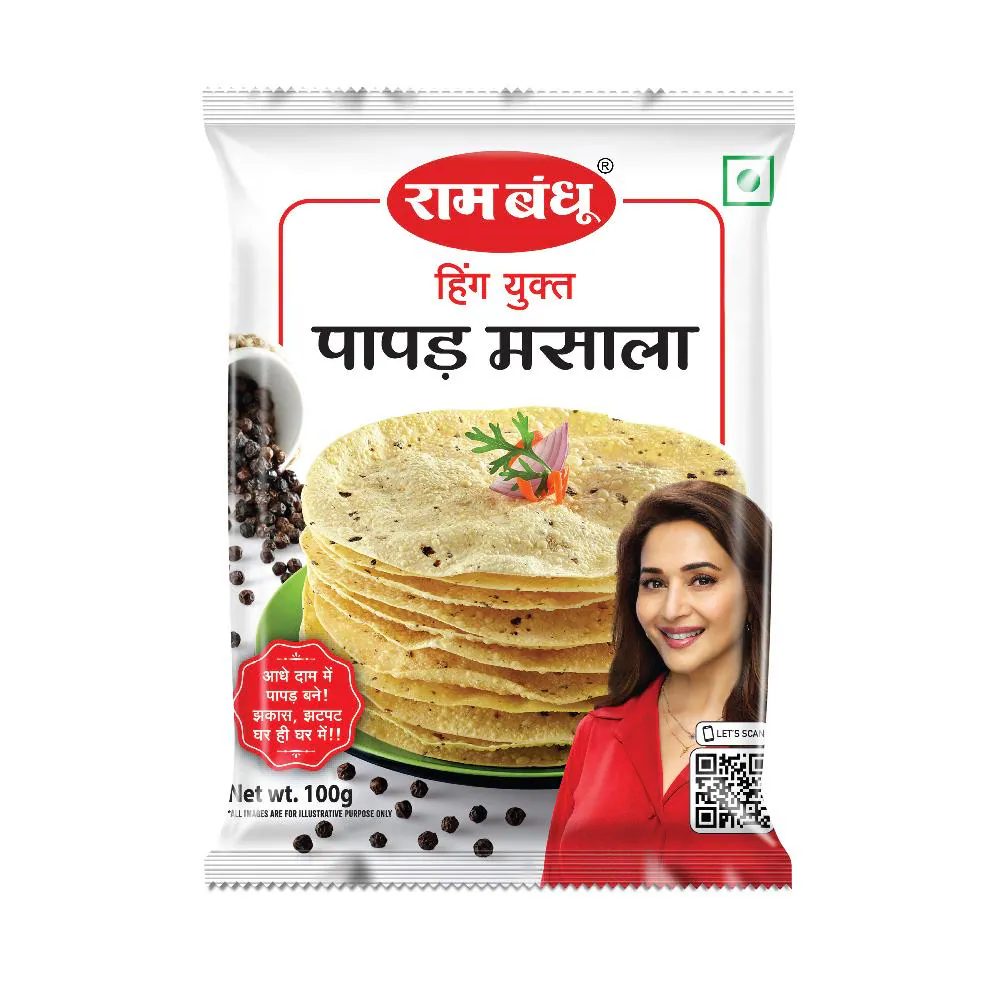 राम बंधू ®
हिंग युक्त
पापड़ मसाला
आधे दाम में
पापड़ बने!
झकास, झटपट
घर ही घर में!!
LET'S SCAN
Net wt. 100g
*ALL IMAGES ARE FOR ILLUSTRATIVE PURPOSE ONLY